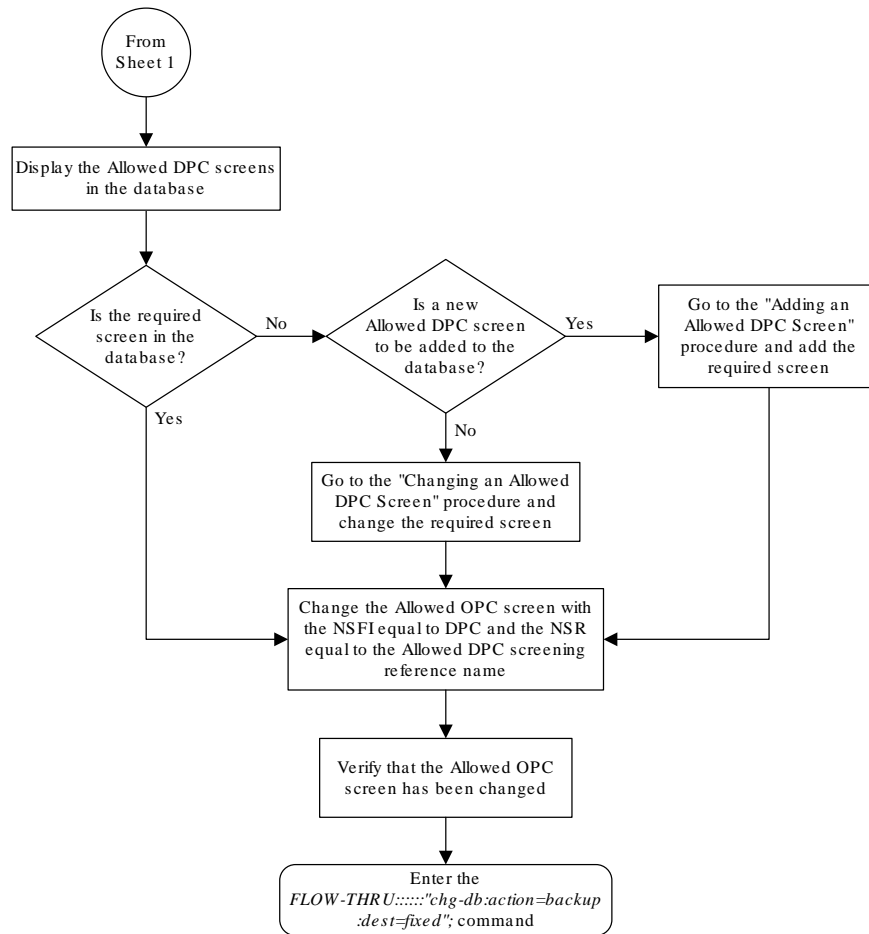 From
Sheet 1
Display the Allowed DPC screens
in the database
Is the required
screen in the
database?
No
Yes
Is a new
Allowed DPC screen
to be added to the
database?
Yes
No
Go to the "Adding an
Allowed DPC Screen"
procedure and add the
required screen
Go to the "Changing an Allowed
DPC Screen" procedure and
change the required screen
Change the Allowed OPC screen with
the NSFI equal to DPC and the NSR
equal to the Allowed DPC screening
reference name
Verify that the Allowed OPC
screen has been changed
Enter the
FLOW-THRU::::::"chg-db:action=backup
:dest=fixed"; command